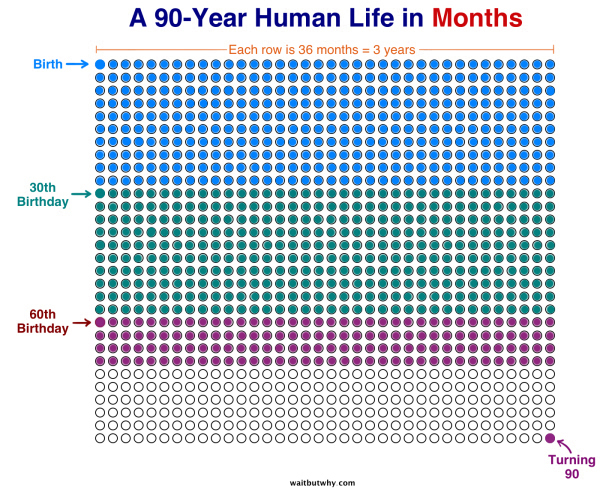 A 90-Year Human Life in Months
Each row is 36 months = 3 years
Birth
30th
Birthday
60th
Birthday
Turning
90
waitbutwhy.com